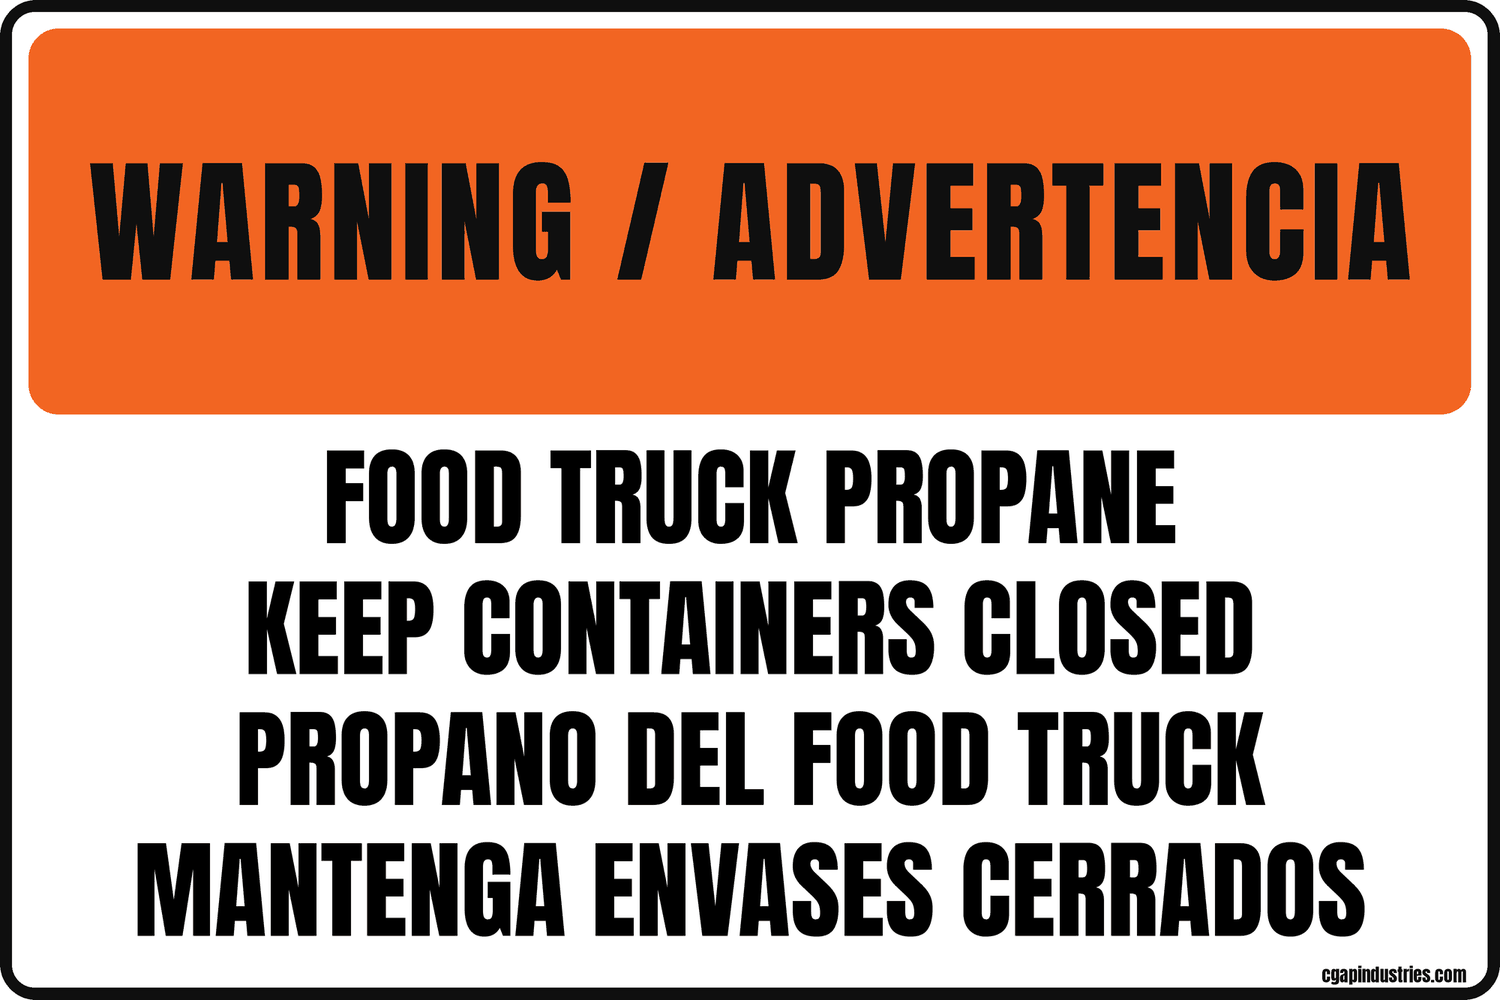 WARNING / ADVERTENCIA
FOOD TRUCK PROPANE
KEEP CONTAINERS CLOSED
PROPANO DEL FOOD TRUCK
MANTENGA ENVASES CERRADOS
cgapindustries.com